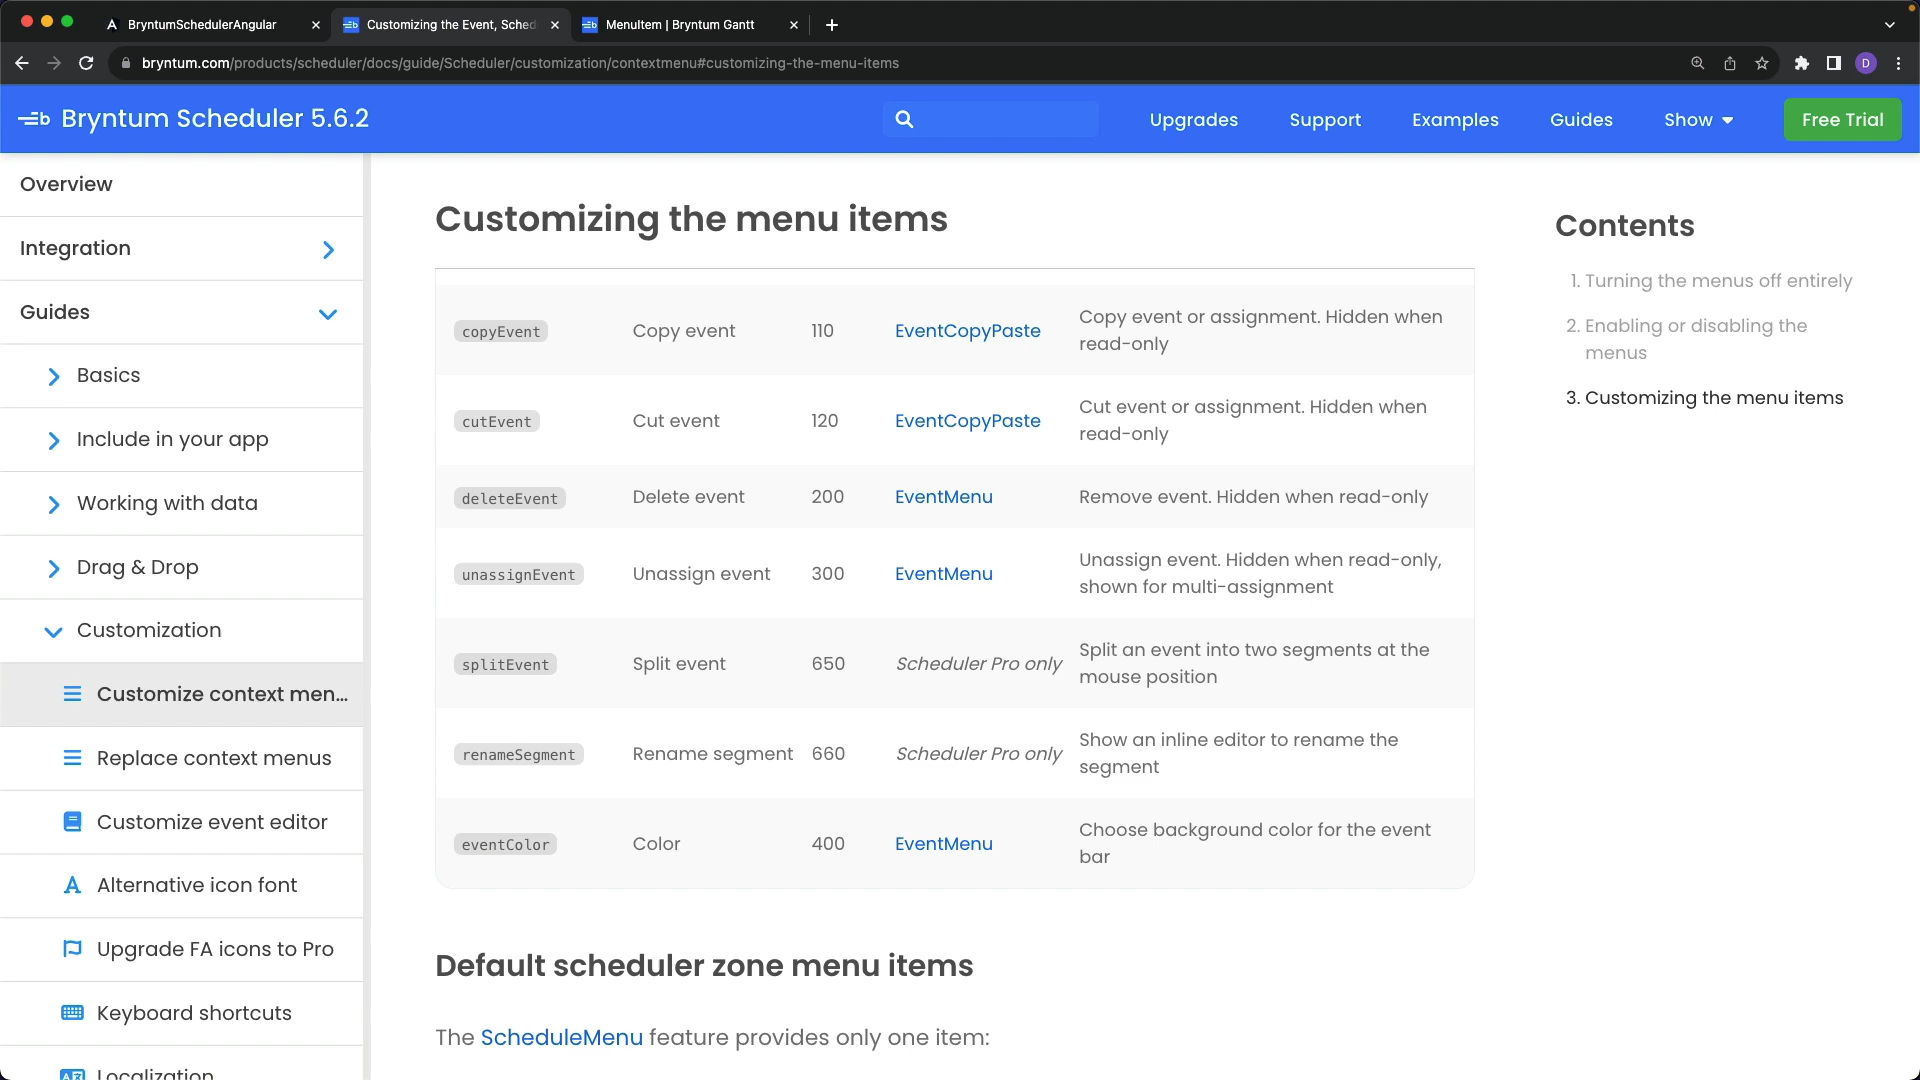 BryntumSchedulerAngular
Customizing the Event, Sched
MenuItem | Bryntum Gantt
bryntum.com/products/scheduler/docs/guide/Scheduler/customization/contextmenu#customizing-the-menu-items
D
Bryntum Scheduler 5.6.2
Upgrades
Support
Examples
Guides
Show
Free Trial
Overview
Integration
Guides
Basics
Include in your app
Working with data
Drag & Drop
Customization
Customize context men...
Replace context menus
Customize event editor
Alternative icon font
Upgrade FA icons to Pro
Keyboard shortcuts
Localization
Customizing the menu items
copyEvent Copy event 110 EventCopyPaste Copy event or assignment. Hidden when
read-only
cutEvent Cut event 120 EventCopyPaste Cut event or assignment. Hidden when
read-only
deleteEvent Delete event 200 EventMenu Remove event. Hidden when read-only
unassignEvent Unassign event 300 EventMenu Unassign event. Hidden when read-only,
shown for multi-assignment
splitEvent Split event 650 Scheduler Pro only Split an event into two segments at the
mouse position
renameSegment Rename segment 660 Scheduler Pro only Show an inline editor to rename the
segment
eventColor Color 400 EventMenu Choose background color for the event
bar
Default scheduler zone menu items
The ScheduleMenu feature provides only one item:
Contents
1. Turning the menus off entirely
2. Enabling or disabling the
menus
3. Customizing the menu items